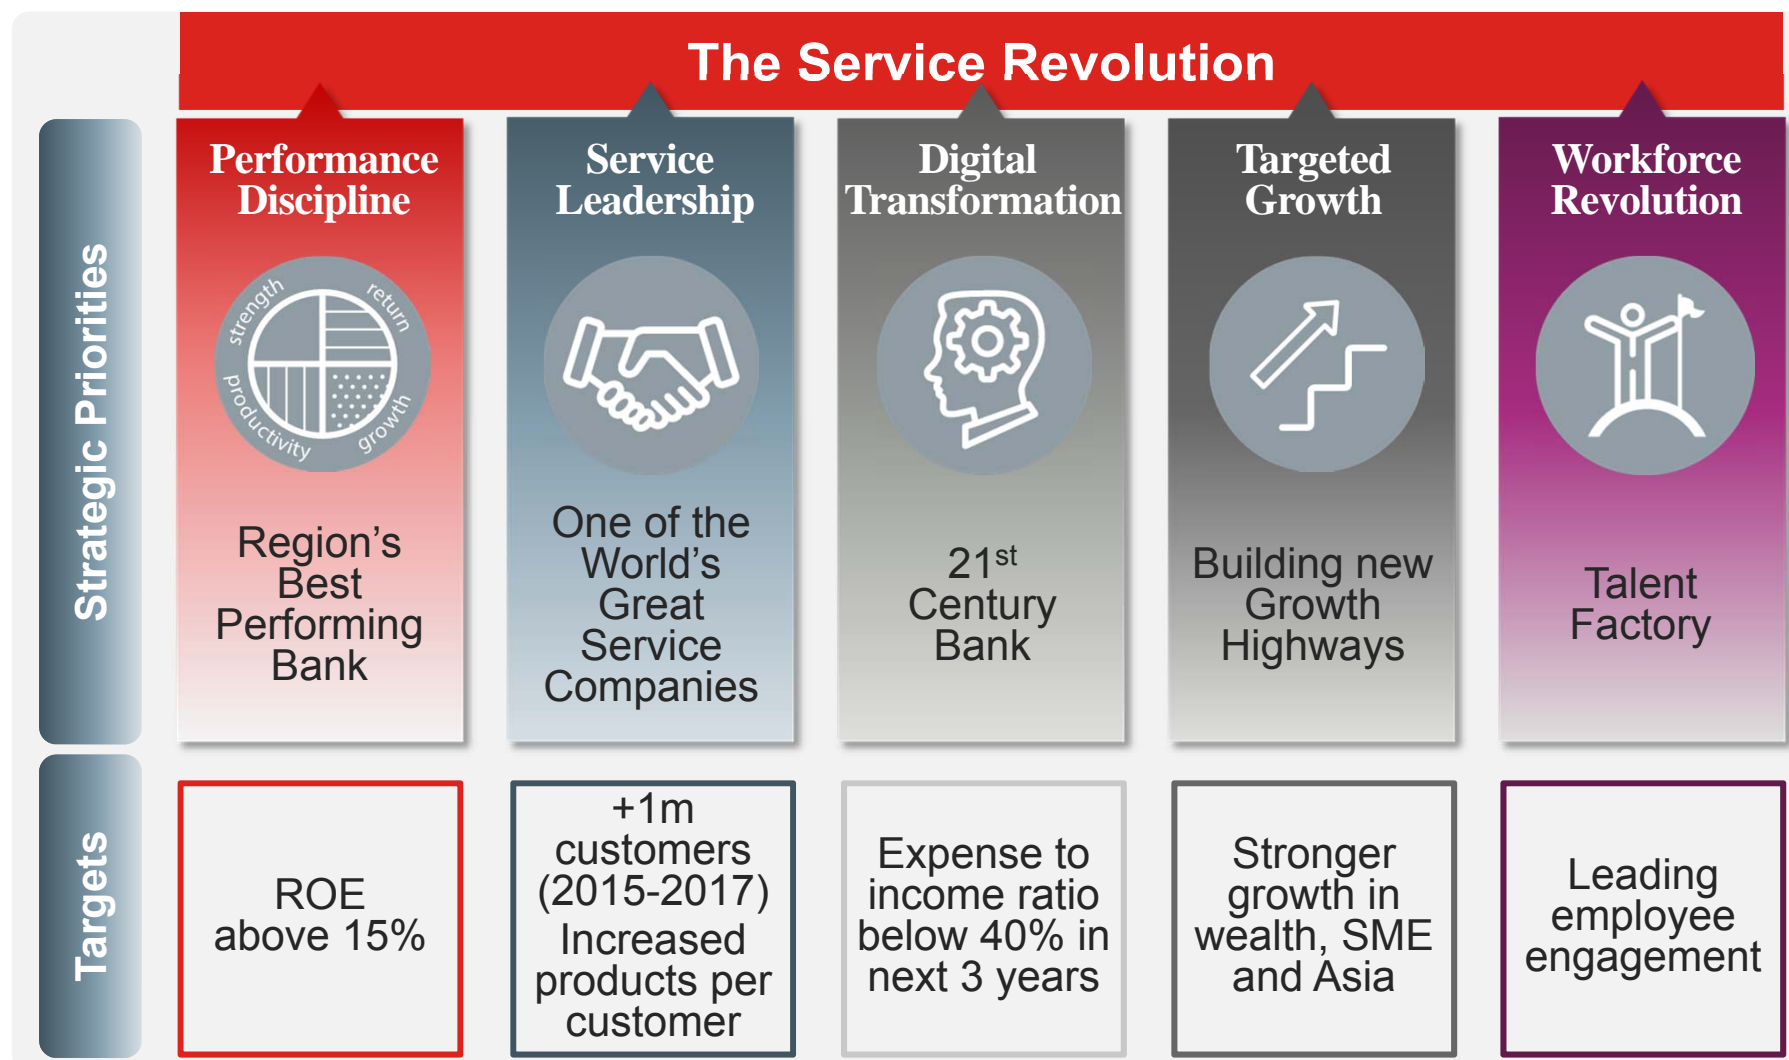 The Service Revolution
Strategic Priorities
Performance
Discipline
strength
return
productivity
growth
Region’s
Best
Performing
Bank
Service
Leadership
One of the
World’s
Great
Service
Companies
Digital
Transformation
21st
Century
Bank
Targeted
Growth
Building new
Growth
Highways
Workforce
Revolution
Talent
Factory
Targets
ROE
above 15%
+1m
customers
(2015-2017)
Increased
products per
customer
Expense to
income ratio
below 40% in
next 3 years
Stronger
growth in
wealth, SME
and Asia
Leading
employee
engagement